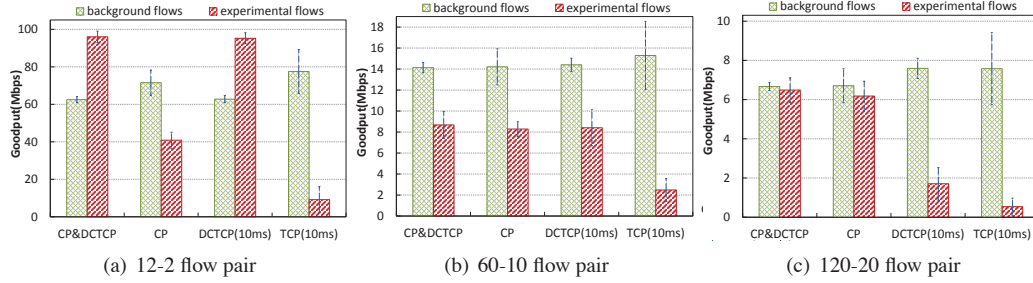 background flows experimental flows
Goodput(Mbps)
100
80
60
40
20
0
CP&DCTCP CP DCTCP(10ms) TCP(10ms)
(a) 12-2 flow pair
background flows experimental flows
Goodput(Mbps)
18
16
14
12
10
8
6
4
2
0
CP&DCTCP CP DCTCP(10ms) TCP(10ms)
(b) 60-10 flow pair
background flows experimental flows
Goodput(Mbps)
10
8
6
4
2
0
CP&DCTCP CP DCTCP(10ms) TCP(10ms)
(c) 120-20 flow pair